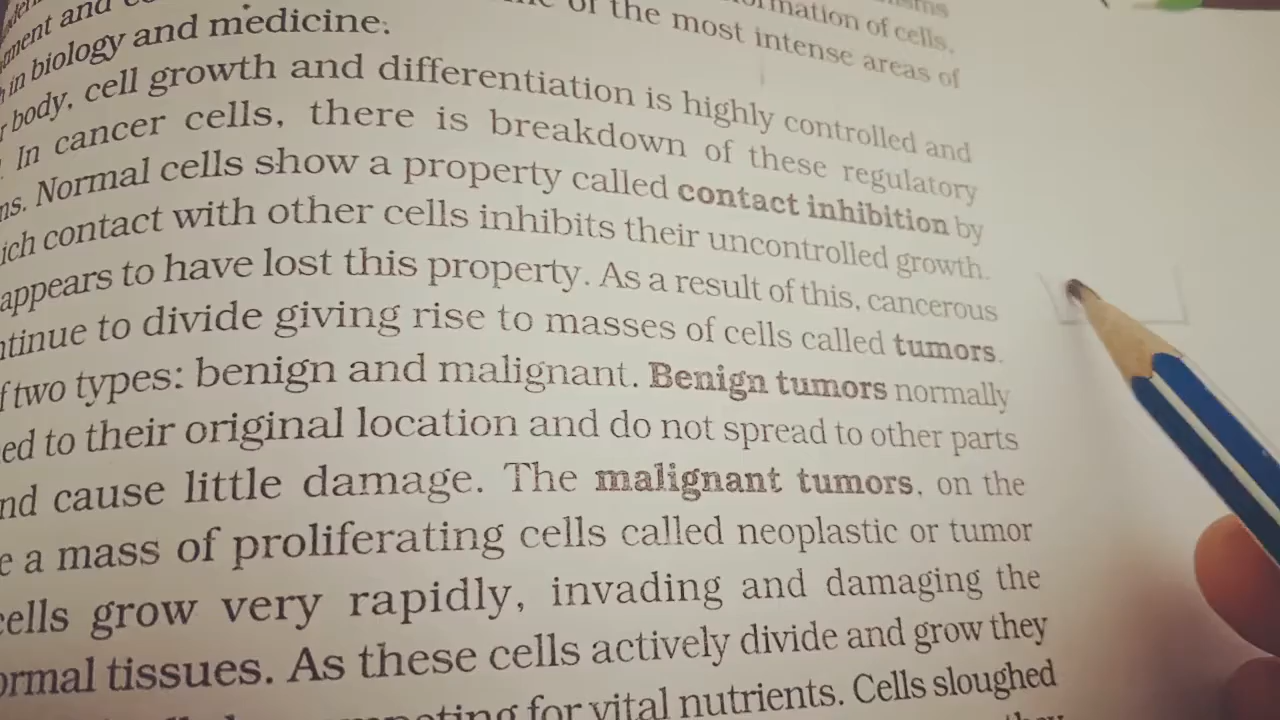 of cells,
of the most intense areas of
in biology and medicine.
body, cell growth and differentiation is highly controlled and
In cancer cells, there is breakdown of these regulatory
Normal cells show a property called contact inhibition by
contact with other cells inhibits their uncontrolled growth.
appears to have lost this property. As a result of this, cancerous
to divide giving rise to masses of cells called tumors.
two types: benign and malignant. Benign tumors normally
to their original location and do not spread to other parts
cause little damage. The malignant tumors, on the
a mass of proliferating cells called neoplastic or tumor
cells grow very rapidly, invading and damaging the
tissues. As these cells actively divide and grow they
for vital nutrients. Cells sloughed